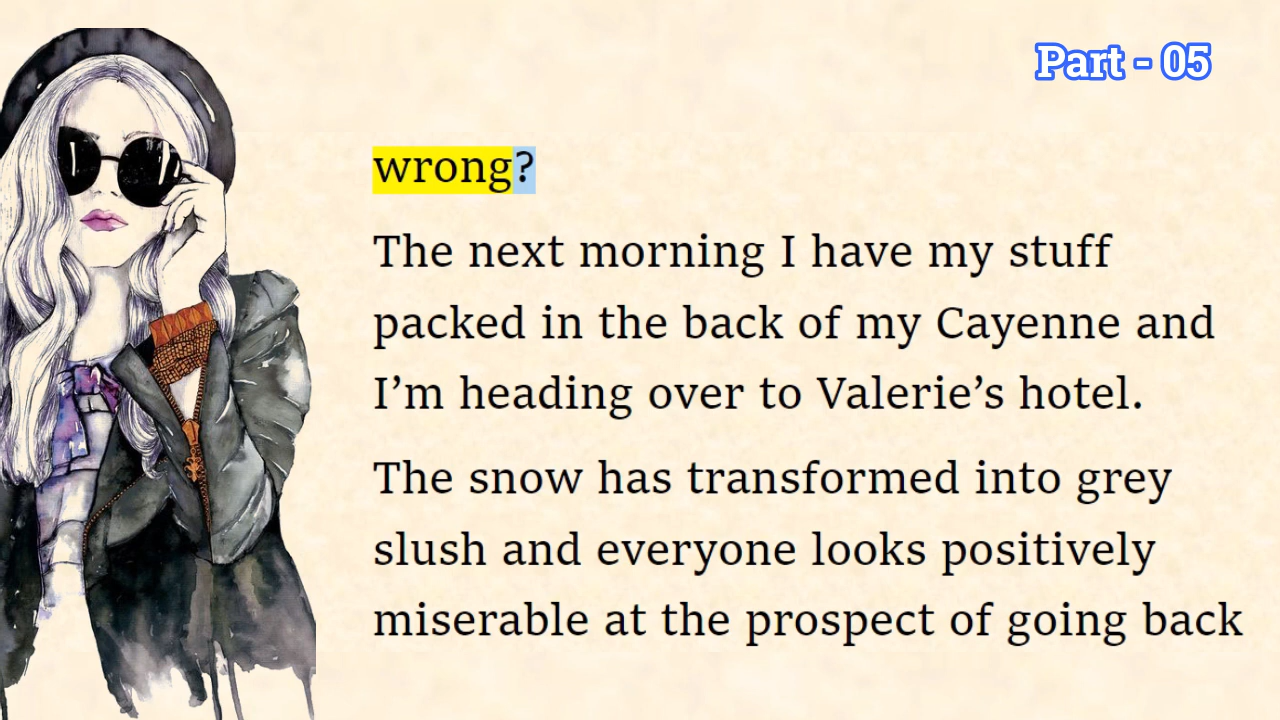 Part - 05
wrong?
The next morning I have my stuff
packed in the back of my Cayenne and
I’m heading over to Valerie’s hotel.
The snow has transformed into grey
slush and everyone looks positively
miserable at the prospect of going back